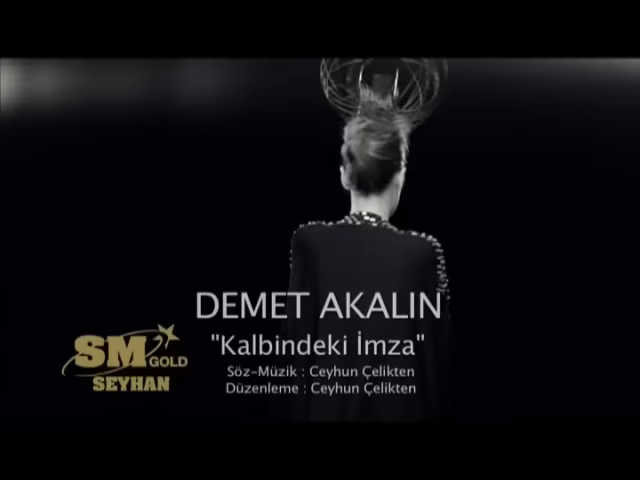 DEMET AKALIN
"Kalbindeki İmza"
Söz-Müzik : Ceyhun Çelikten
Düzenleme : Ceyhun Çelikten
SM GOLD
SEYHAN